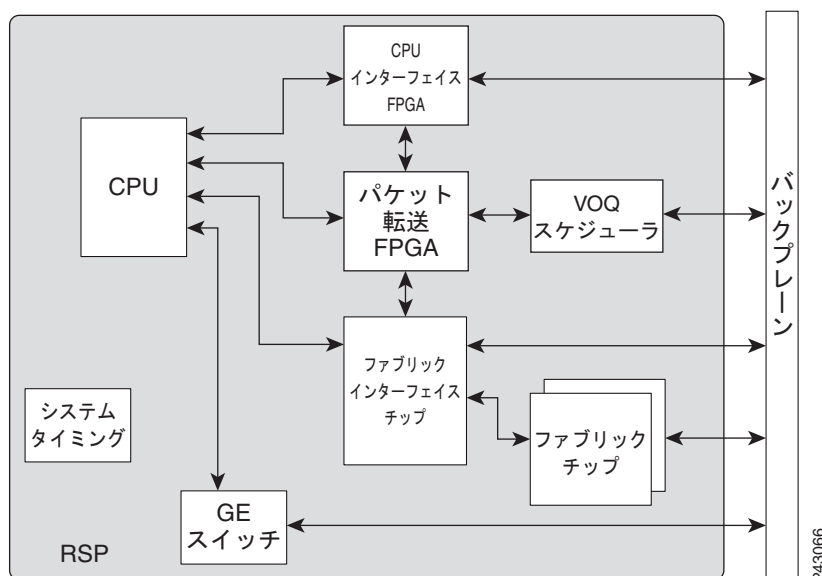 CPU
インターフェイス
FPGA
CPU
パケット
転送
FPGA
VOQ
スケジューラ
バックプレーン
ファブリック
インターフェイス
チップ
システム
タイミング
ファブリック
チップ
GE
スイッチ
RSP
243066